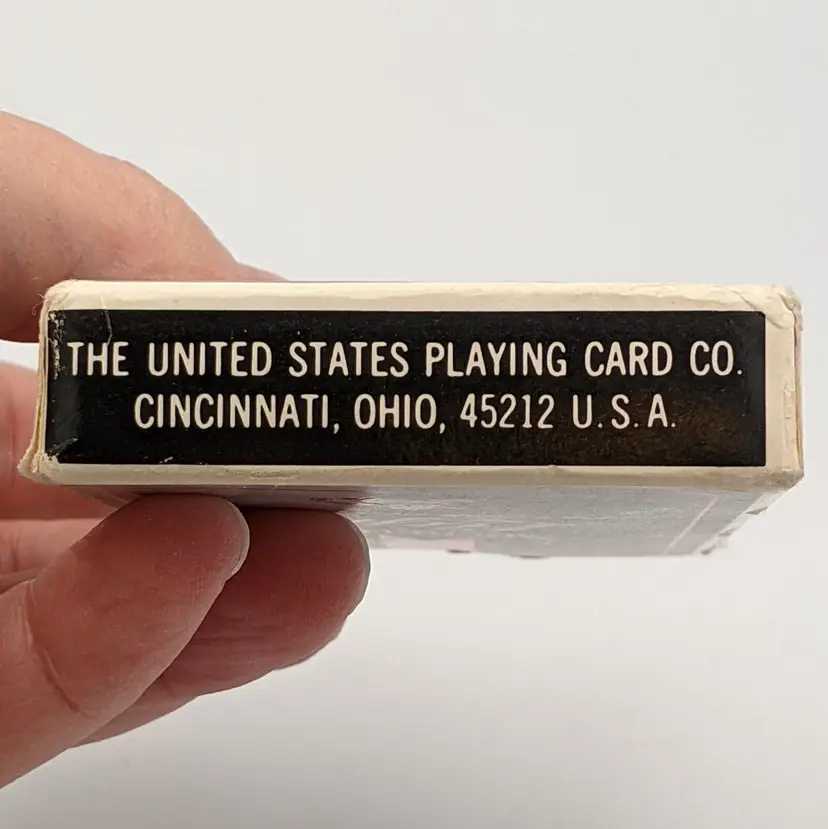 THE UNITED STATES PLAYING CARD CO.
CINCINNATI, OHIO, 45212 U.S.A.